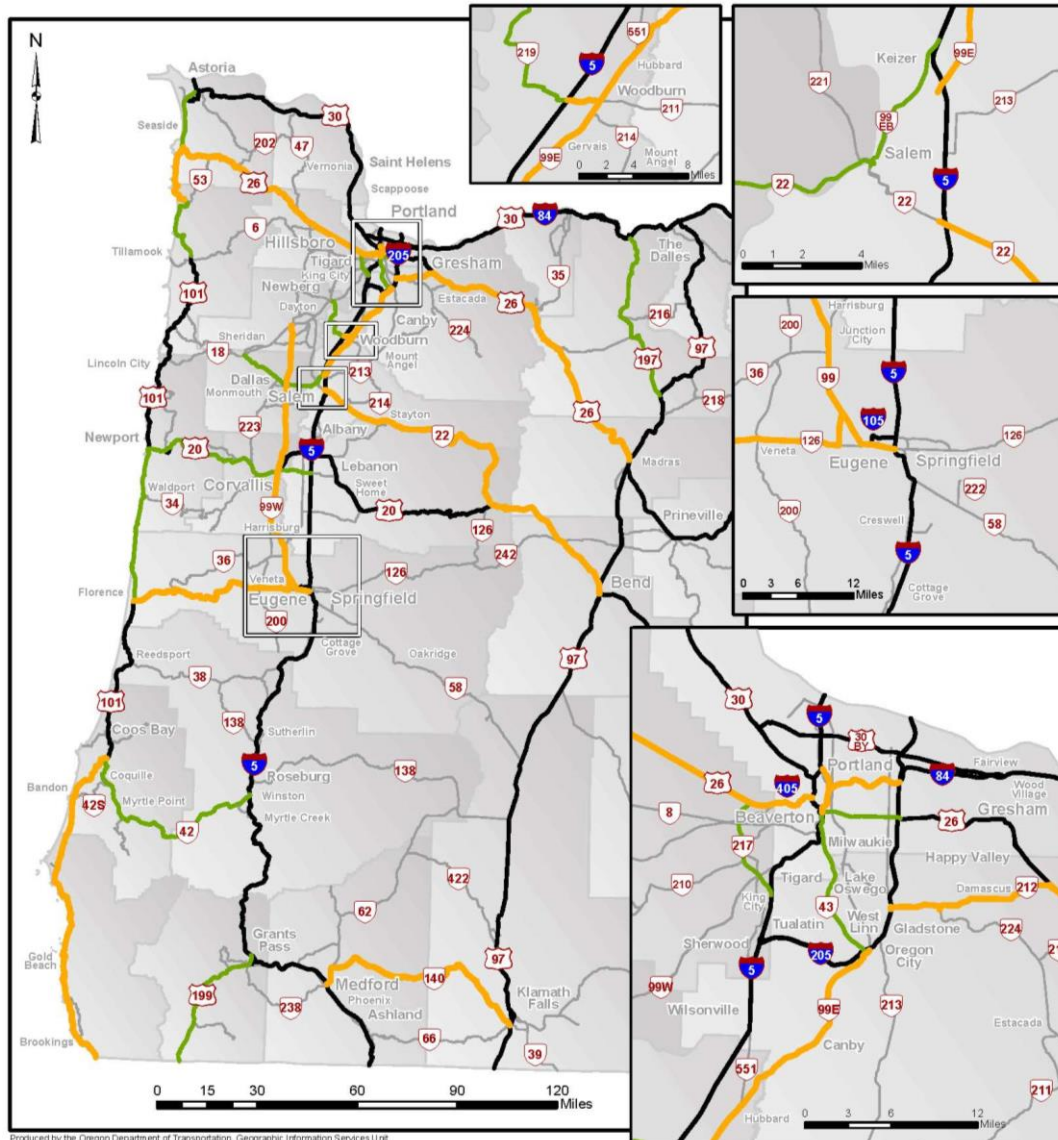 N
Astoria
30
Seaside
202
47
Saint Helens
Vernonia
53
26
Scappoose
Portland
30
84
6
Hillsboro
205
The
Dalles
Tillamook
Tigard
King City
Gresham
35
101
Newberg
26
Dayton
Estacada
216
Canby
224
97
Sheridan
Woodburn
197
18
Mount
Angel
Lincoln City
213
Dallas
26
218
Monmouth
Salem
214
101
Stayton
223
Albany
22
Newport
20
5
Lebanon
Madras
Waldport
Corvallis
Sweet
Home
34
99W
20
Prineville
Harrisburg
126
242
36
126
Florence
Veneta
Bend
Eugene
Springfield
200
Cottage
Grove
Reedsport
Oakridge
97
38
58
101
138
Coos Bay
Sutherlin
5
138
Bandon
Coquille
Roseburg
42S
Myrtle Point
Winston
42
Myrtle Creek
422
62
Grants
Pass
Gold
Beach
97
140
199
Medford
Klamath
Falls
238
Phoenix
Ashland
Brookings
66
39
0 15 30 60 90 120
Miles
551
219
5
Hubbard
Woodburn
211
214
Gervais
Mount
Angel
99E
0 2 4 8
Miles
Keizer
99E
221
213
99
EB
Salem
5
22
22
22
0 1 2 4
Miles
Harrisburg
200
Junction
City
36
99
5
105
126
126
Veneta
Eugene
Springfield
222
200
58
Creswell
5
0 3 6 12
Miles
Cottage
Grove
30
5
30
BY
Portland
Fairview
26
405
84
Wood
Village
8
Beaverton
Gresham
26
217
Milwaukie
Happy Valley
210
Tigard
Lake
Oswego
Damascus
212
King
City
43
West
Linn
Tualatin
Gladstone
224
Sherwood
205
Oregon
City
5
99W
99E
213
Wilsonville
Estacada
Canby
551
211
Hubbard
0 3 6 12
Miles
Produced by the Oregon Department of Transportation, Geographic Information Services Unit